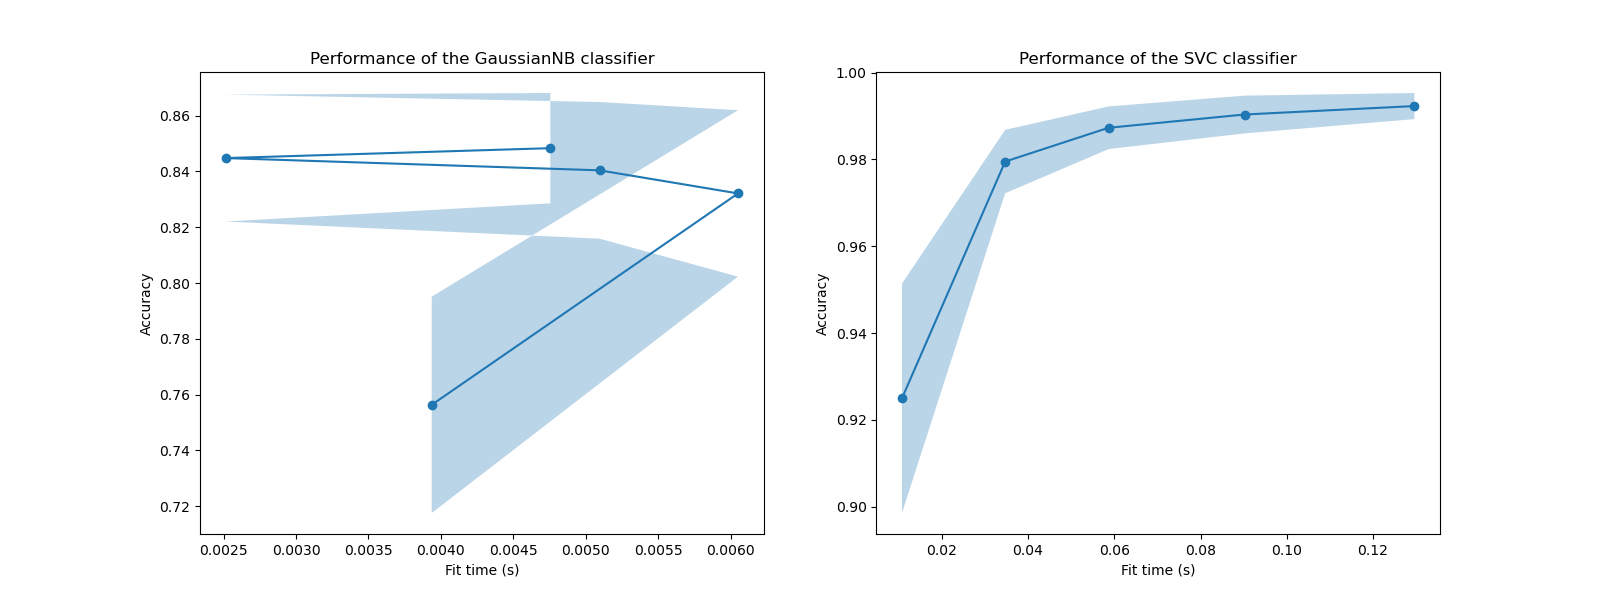 Performance of the GaussianNB classifier
0.86
0.84
0.82
0.80
0.78
0.76
0.74
0.72
Accuracy
0.0025 0.0030 0.0035 0.0040 0.0045 0.0050 0.0055 0.0060
Fit time (s)
Performance of the SVC classifier
1.00
0.98
0.96
0.94
0.92
0.90
Accuracy
0.02 0.04 0.06 0.08 0.10 0.12
Fit time (s)